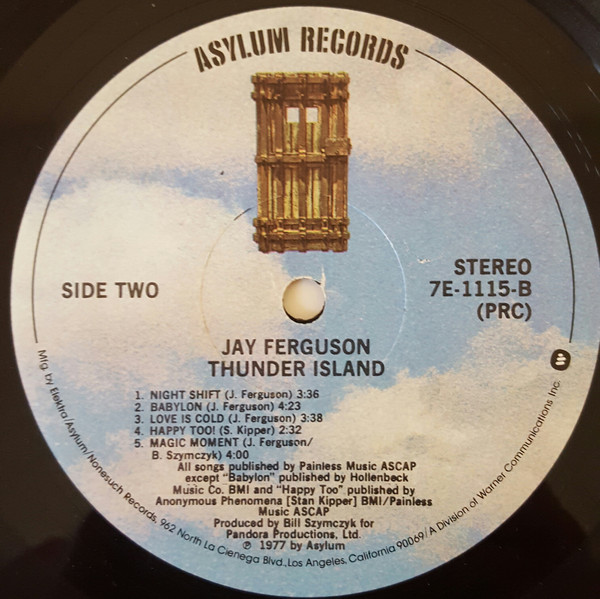 ASYLUM RECORDS
SIDE TWO
STEREO
7E-1115-B
(PRC)
JAY FERGUSON
THUNDER ISLAND
1. NIGHT SHIFT (J. Ferguson) 3:36
2. BABYLON (J. Ferguson) 4:23
3. LOVE IS COLD (J. Ferguson) 3:38
4. HAPPY TOO! (S. Kipper) 2:32
5. MAGIC MOMENT (J. Ferguson/
B. Szymczyk) 4:00
All songs published by Painless Music ASCAP
except "Babylon" published by Hollenbeck
Music Co. BMI and "Happy Too" published by
Anonymous Phenomena [Stan Kipper] BMI/Painless
Music ASCAP
Produced by Bill Szymczyk for
Pandora Productions, Ltd.
℗ 1977 by Asylum
Mfg. by Elektra/Asylum/Nonesuch Records, 962 North La Cienega Blvd., Los Angeles, California 90069/A Division of Warner Communications Inc.